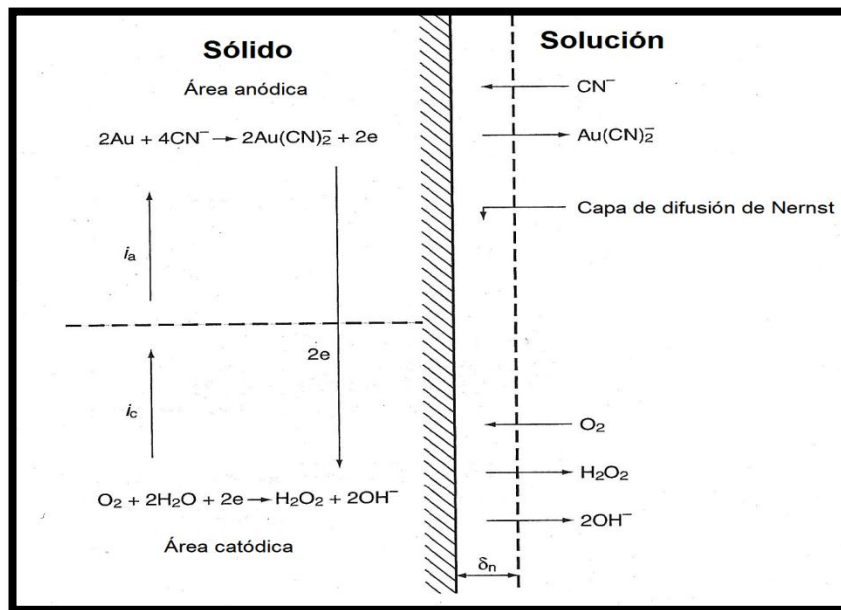 Sólido
Solución
Área anódica
CN⁻
2Au + 4CN⁻ → 2Au(CN)₂⁻ + 2e
Au(CN)₂⁻
Capa de difusión de Nernst
iₐ
2e
i꜀
O₂
H₂O₂
O₂ + 2H₂O + 2e → H₂O₂ + 2OH⁻
2OH⁻
Área catódica
δₙ